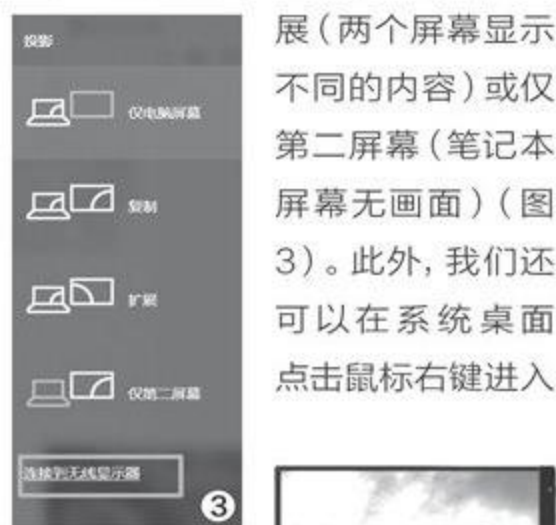 投影
仅电脑屏幕
复制
扩展
仅第二屏幕
连接到无线显示器
③
展（两个屏幕显示
不同的内容）或仅
第二屏幕（笔记本
屏幕无画面）（图
3）。此外，我们还
可以在系统桌面
点击鼠标右键进入